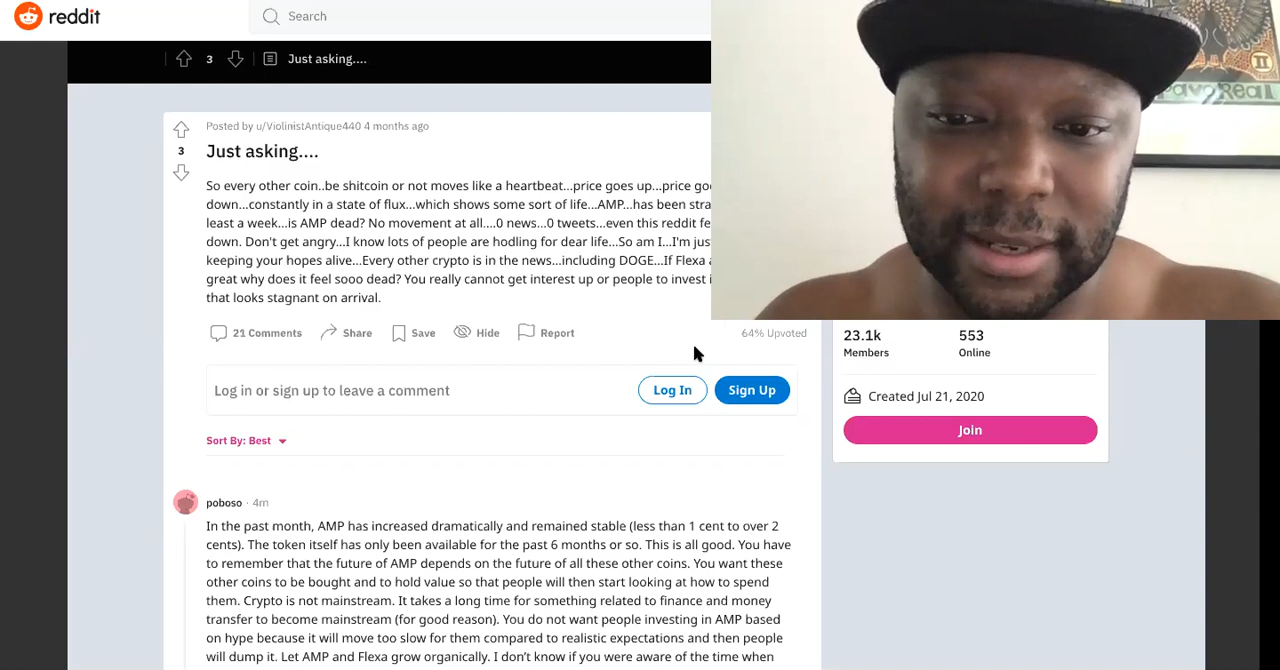 reddit
Search
3
Just asking....
Posted by u/ViolinistAntique440 4 months ago
3
Just asking....
So every other coin..be shitcoin or not moves like a heartbeat...price goes up...price go
down...constantly in a state of flux...which shows some sort of life...AMP...has been
least a week...is AMP dead? No movement at all....0 news...0 tweets...even this reddit
down. Don't get angry...I know lots of people are hodling for dear life...So am I...I'm
keeping your hopes alive...Every other crypto is in the news...including DOGE...If Flexa
great why does it feel sooo dead? You really cannot get interest up or people to invest
that looks stagnant on arrival.
21 Comments
Share
Save
Hide
Report
64% Upvoted
Log in or sign up to leave a comment
Log In
Sign Up
Sort By: Best
poboso · 4m
In the past month, AMP has increased dramatically and remained stable (less than 1 cent to over 2
cents). The token itself has only been available for the past 6 months or so. This is all good. You have
to remember that the future of AMP depends on the future of all these other coins. You want these
other coins to be bought and to hold value so that people will then start looking at how to spend
them. Crypto is not mainstream. It takes a long time for something related to finance and money
transfer to become mainstream (for good reason). You do not want people investing in AMP based
on hype because it will move too slow for them compared to realistic expectations and then people
will dump it. Let AMP and Flexa grow organically. I don't know if you were aware of the time when
II
PavoReal
23.1k
Members
553
Online
Created Jul 21, 2020
Join